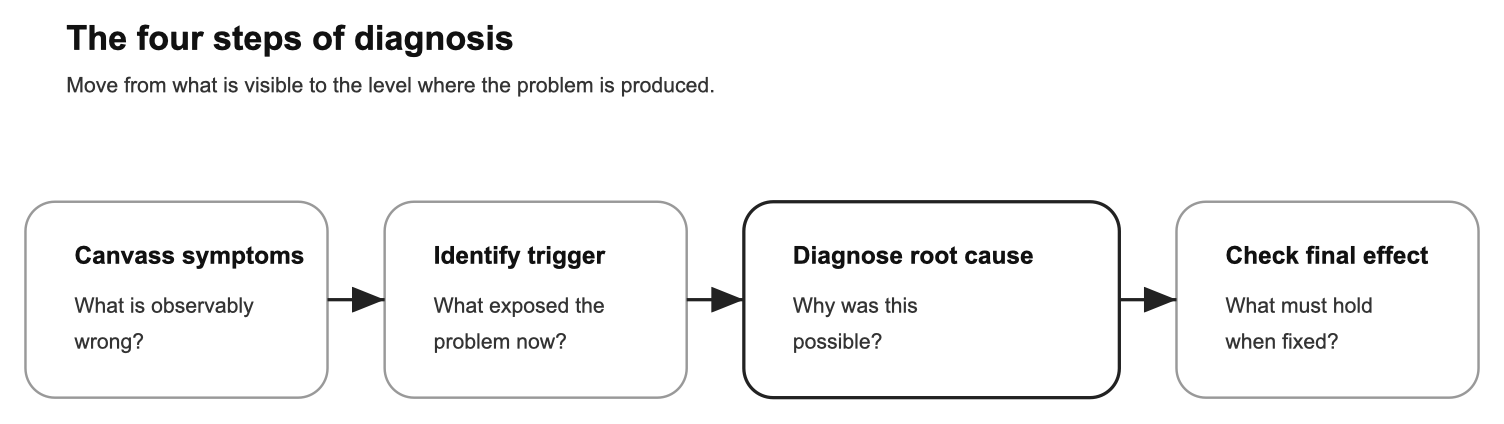 The four steps of diagnosis
Move from what is visible to the level where the problem is produced.
Canvass symptoms
What is observably
wrong?
Identify trigger
What exposed the
problem now?
Diagnose root cause
Why was this
possible?
Check final effect
What must hold
when fixed?